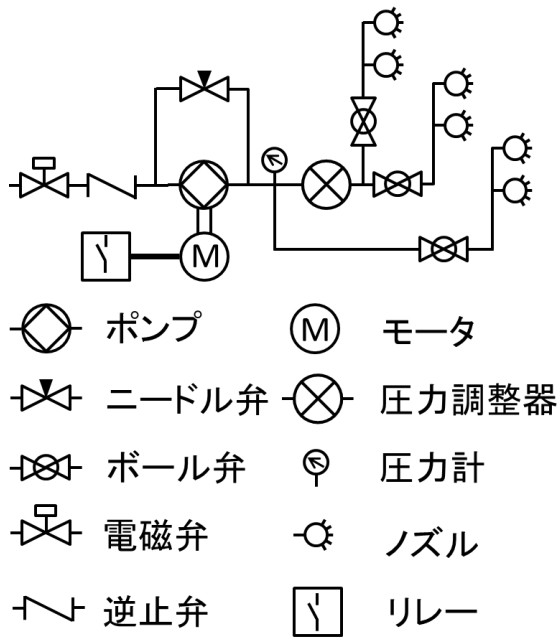 M
ポンプ
M
モータ
ニードル弁
圧力調整器
ボール弁
圧力計
電磁弁
ノズル
逆止弁
リレー